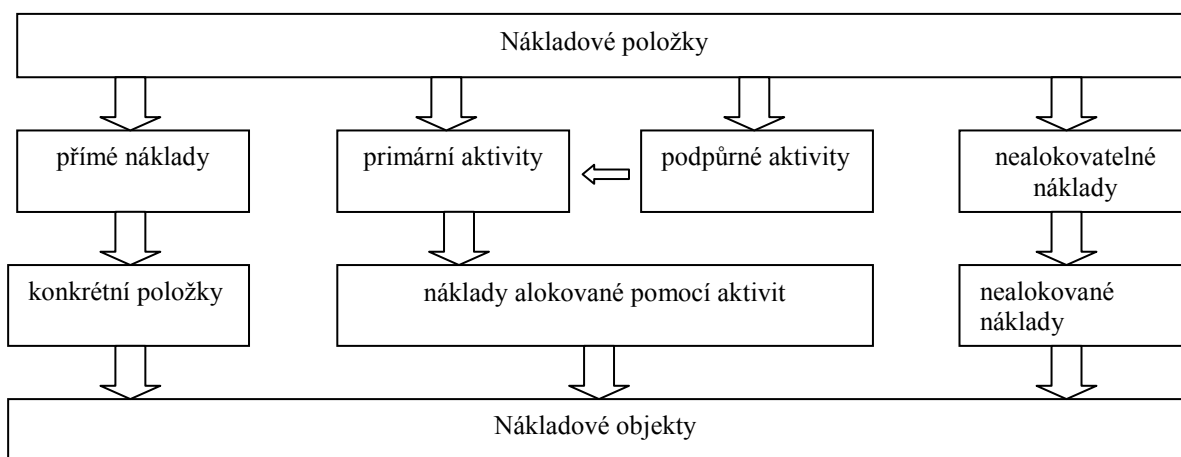 Nákladové položky
přímé náklady
primární aktivity
podpůrné aktivity
nealokovatelné
náklady
konkrétní položky
náklady alokované pomocí aktivit
nealokované
náklady
Nákladové objekty